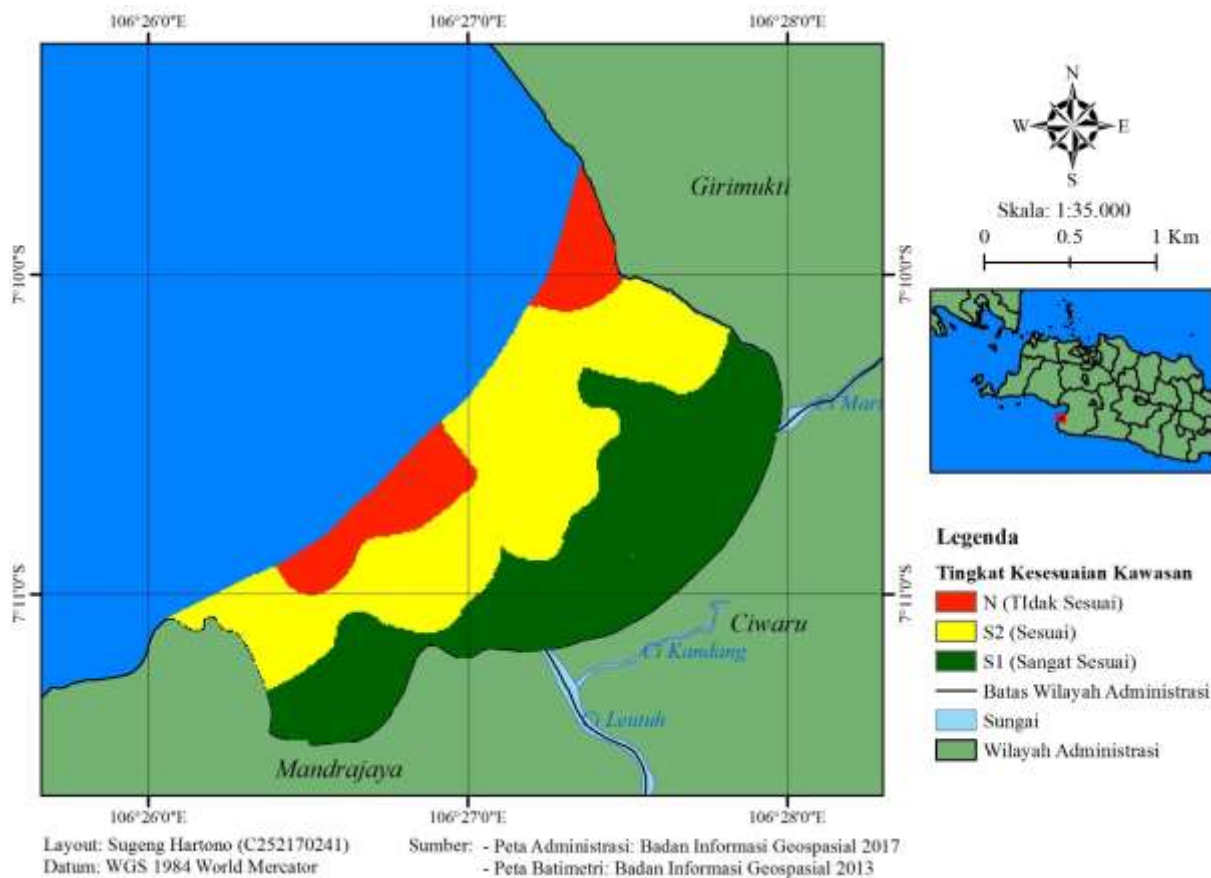 106°26'0"E 106°27'0"E 106°28'0"E
N
W E
S
Skala: 1:35.000
0 0.5 1 Km
Girimukti
7°10'0"S 7°10'0"S
Ci Mari
7°11'0"S 7°11'0"S
Ciwaru
Ci Kandang
Ci Leutuh
Mandrajaya
106°26'0"E 106°27'0"E 106°28'0"E
Legenda
Tingkat Kesesuaian Kawasan
N (TIdak Sesuai)
S2 (Sesuai)
S1 (Sangat Sesuai)
Batas Wilayah Administrasi
Sungai
Wilayah Administrasi
Layout: Sugeng Hartono (C252170241)
Datum: WGS 1984 World Mercator
Sumber: - Peta Administrasi: Badan Informasi Geospasial 2017
- Peta Batimetri: Badan Informasi Geospasial 2013